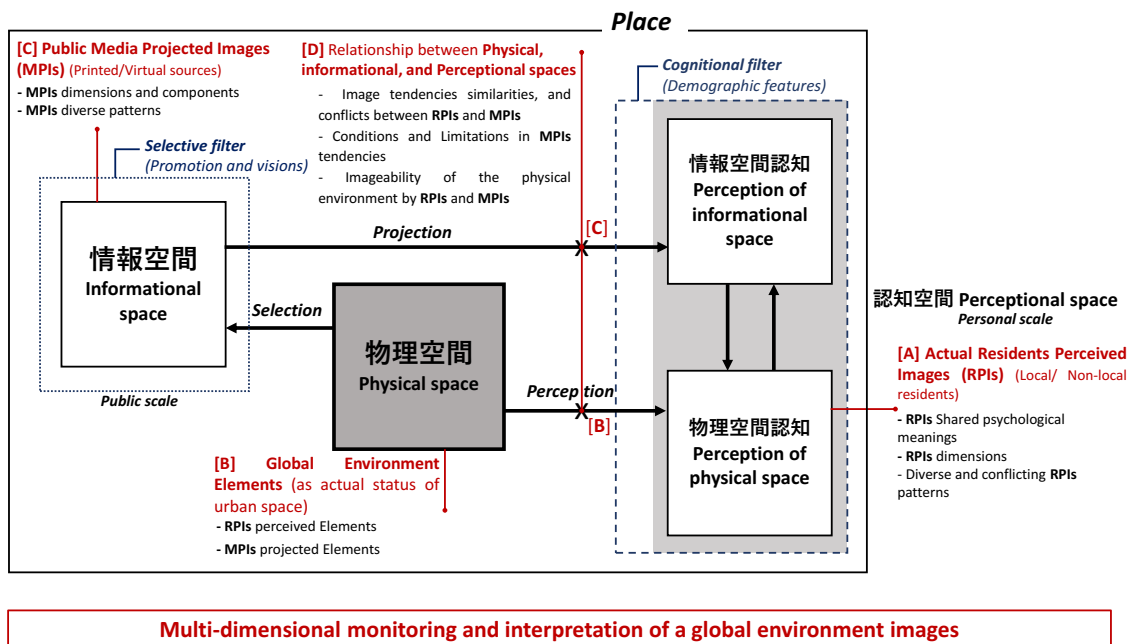 Place
[C] Public Media Projected Images
(MPIs) (Printed/Virtual sources)
- MPIs dimensions and components
- MPIs diverse patterns
[D] Relationship between Physical,
informational, and Perceptional spaces
- Image tendencies similarities, and
conflicts between RPIs and MPIs
- Conditions and Limitations in MPIs
tendencies
- Imageability of the physical
environment by RPIs and MPIs
Cognitional filter
(Demographic features)
Selective filter
(Promotion and visions)
情報空間
Informational
space
Public scale
Projection
[C]
Selection
物理空間
Physical space
Perception
[B]
情報空間認知
Perception of
informational
space
物理空間認知
Perception of
physical space
認知空間 Perceptional space
Personal scale
[A] Actual Residents Perceived
Images (RPIs) (Local/ Non-local
residents)
- RPIs Shared psychological
meanings
- RPIs dimensions
- Diverse and conflicting RPIs
patterns
[B] Global Environment
Elements (as actual status of
urban space)
- RPIs perceived Elements
- MPIs projected Elements
Multi-dimensional monitoring and interpretation of a global environment images